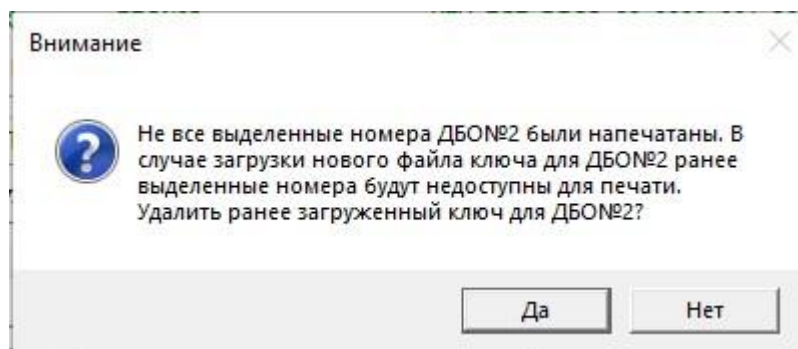 Внимание
Не все выделенные номера ДБО№2 были напечатаны. В
случае загрузки нового файла ключа для ДБО№2 ранее
выделенные номера будут недоступны для печати.
Удалить ранее загруженный ключ для ДБО№2?
Да
Нет